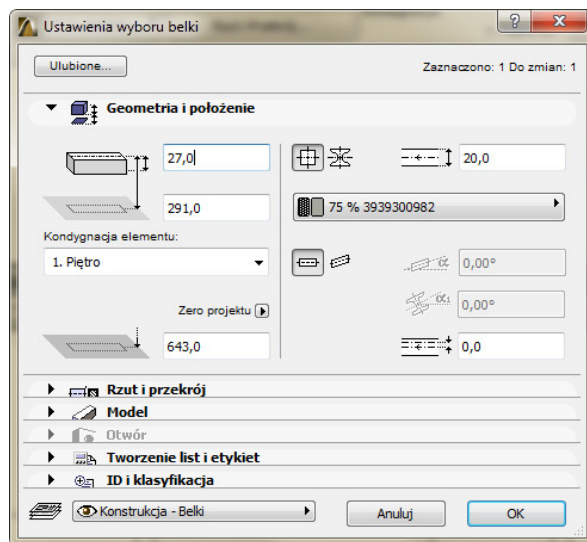 Ustawienia wyboru belki
Ulubione...
Zaznaczono: 1 Do zmian: 1
Geometria i położenie
27,0
20,0
291,0
75 % 3939300982
Kondygnacja elementu:
1. Piętro
α
0,00°
Zero projektu
α1
0,00°
643,0
0,0
Rzut i przekrój
Model
Otwór
Tworzenie list i etykiet
ID i klasyfikacja
Konstrukcja - Belki
Anuluj
OK